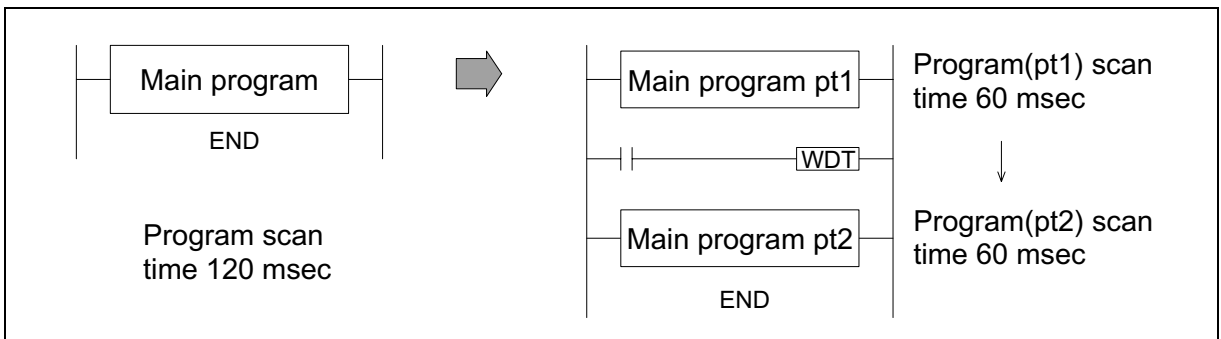 Main program
END
Program scan
time 120 msec
Main program pt1
Program(pt1) scan
time 60 msec
WDT
Main program pt2
Program(pt2) scan
time 60 msec
END